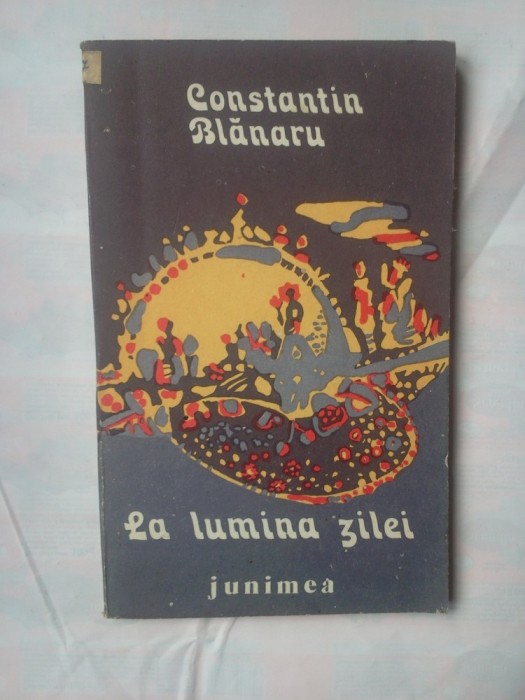 Constantin
Blănaru
La lumina zilei
junimea